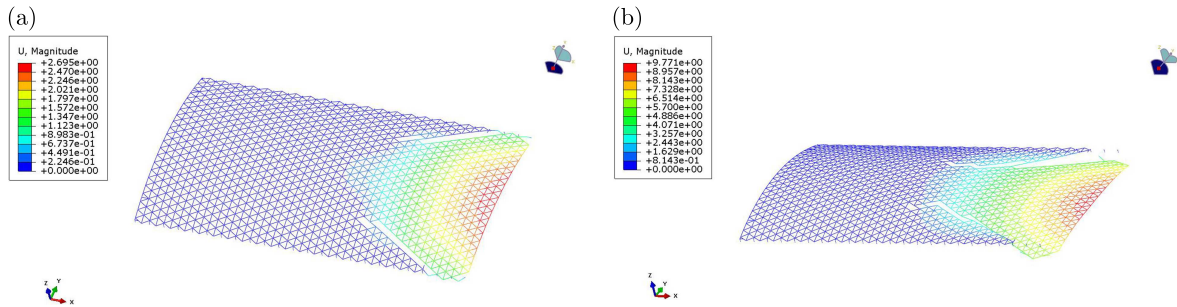 (a)
U, Magnitude
+2.695e+00
+2.470e+00
+2.246e+00
+2.021e+00
+1.797e+00
+1.572e+00
+1.347e+00
+1.123e+00
+8.983e-01
+6.737e-01
+4.491e-01
+2.246e-01
+0.000e+00
Z
Y
X
(b)
U, Magnitude
+9.771e+00
+8.957e+00
+8.143e+00
+7.328e+00
+6.514e+00
+5.700e+00
+4.886e+00
+4.071e+00
+3.257e+00
+2.443e+00
+1.629e+00
+8.143e-01
+0.000e+00
Z
Y
X